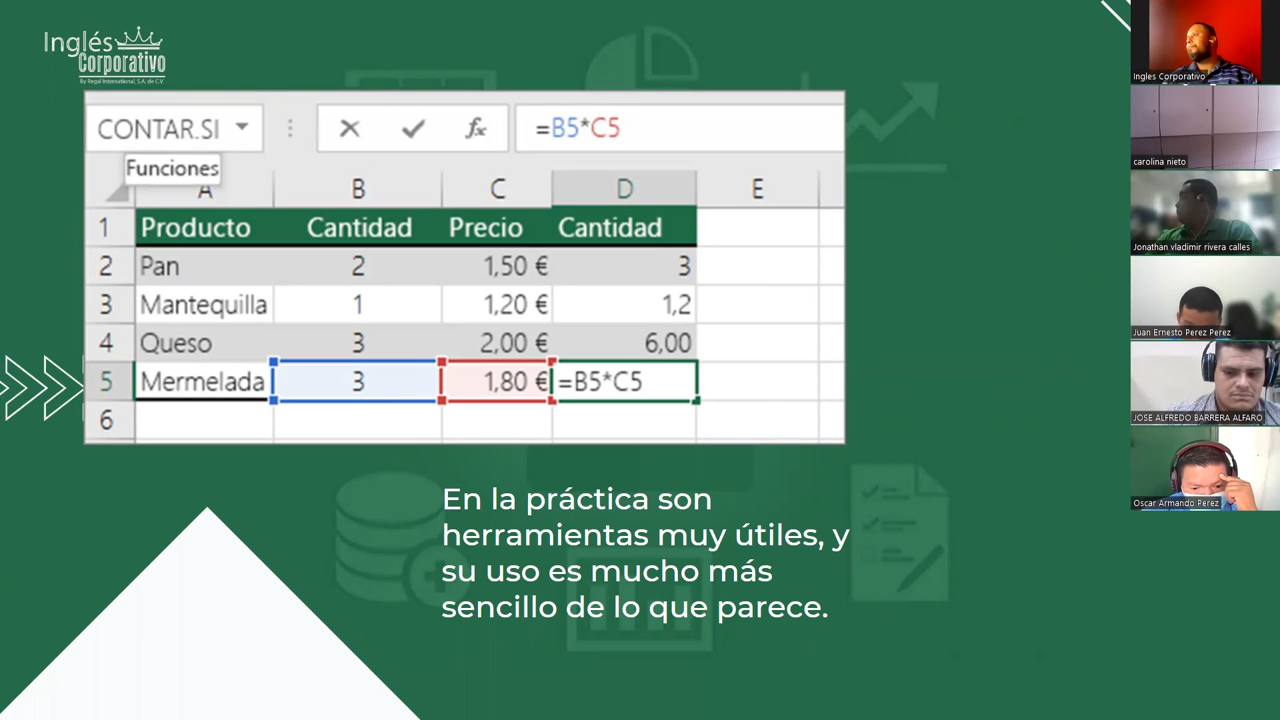 Inglés
Corporativo
By Regal International, S.A. de C.V.
CONTAR.SI
=B5*C5
Funciones
A B C D E
1 Producto Cantidad Precio Cantidad
2 Pan 2 1,50 € 3
3 Mantequilla 1 1,20 € 1,2
4 Queso 3 2,00 € 6,00
5 Mermelada 3 1,80 € =B5*C5
6
En la práctica son
herramientas muy útiles, y
su uso es mucho más
sencillo de lo que parece.
Ingles Corporativo
carolina nieto
Jonathan vladimir rivera calles
Juan Ernesto Perez Perez
JOSE ALFREDO BARRERA ALFARO
Oscar Armando Perez